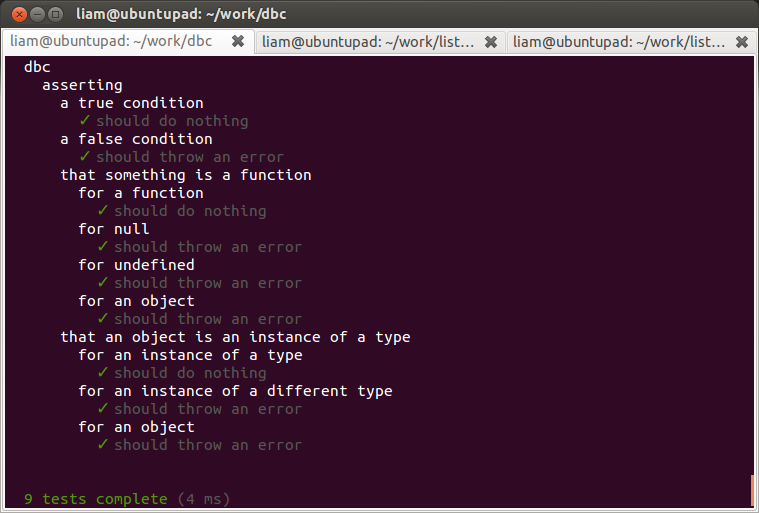 liam@ubuntupad: ~/work/dbc
liam@ubuntupad: ~/work/dbc
liam@ubuntupad: ~/work/list...
liam@ubuntupad: ~/work/list...
dbc
asserting
a true condition
✓ should do nothing
a false condition
✓ should throw an error
that something is a function
for a function
✓ should do nothing
for null
✓ should throw an error
for undefined
✓ should throw an error
for an object
✓ should throw an error
that an object is an instance of a type
for an instance of a type
✓ should do nothing
for an instance of a different type
✓ should throw an error
for an object
✓ should throw an error
9 tests complete (4 ms)